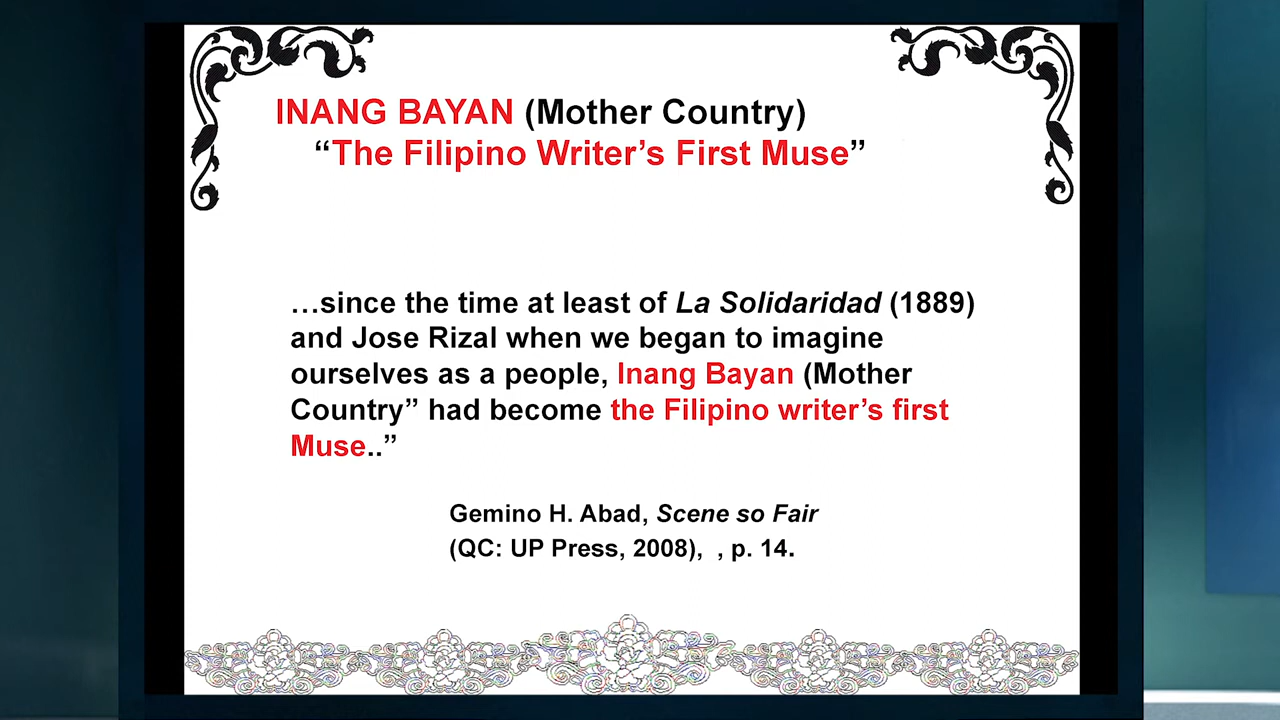 INANG BAYAN (Mother Country)
“The Filipino Writer’s First Muse”
…since the time at least of La Solidaridad (1889)
and Jose Rizal when we began to imagine
ourselves as a people, Inang Bayan (Mother
Country” had become the Filipino writer’s first
Muse..”
Gemino H. Abad, Scene so Fair
(QC: UP Press, 2008),  , p. 14.